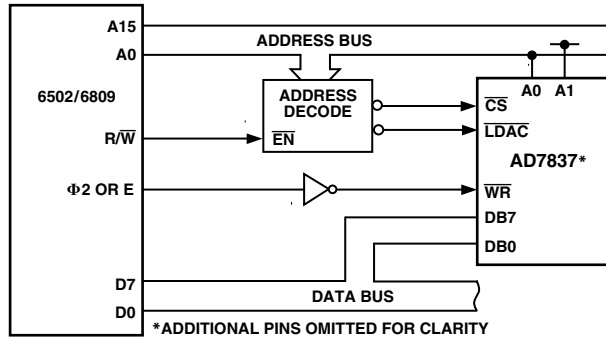 A15
ADDRESS BUS
A0
A0 A1
6502/6809
ADDRESS
DECODE
CS
R/W
EN
LDAC
AD7837*
Φ2 OR E
WR
DB7
DB0
D7
DATA BUS
D0
*ADDITIONAL PINS OMITTED FOR CLARITY